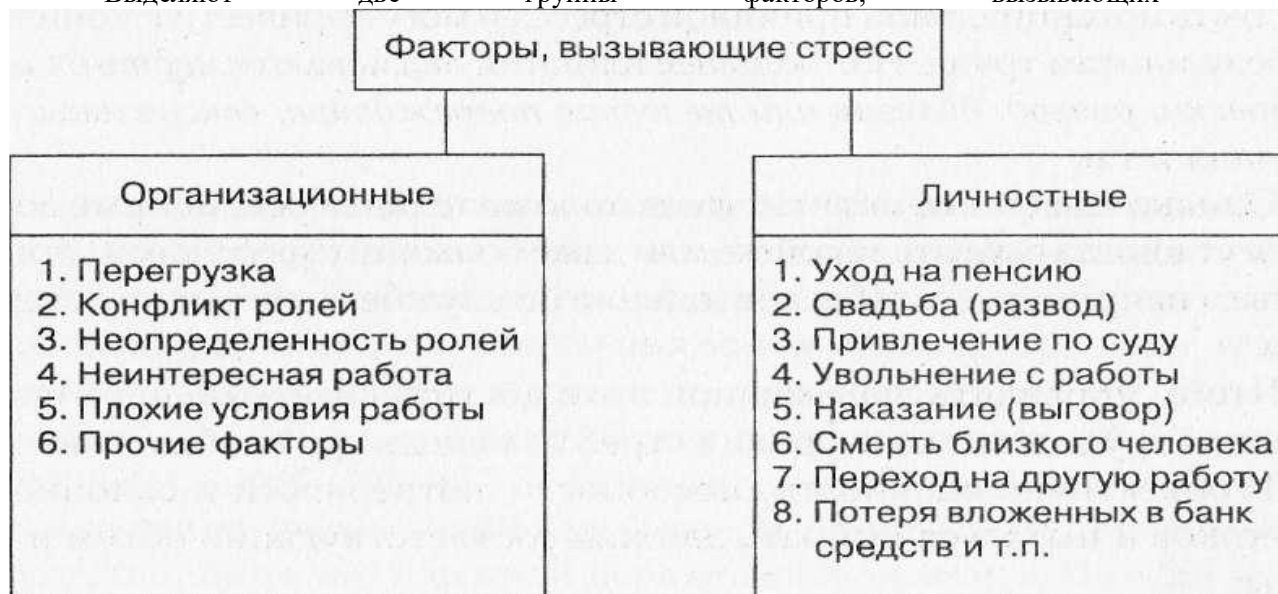 Выделяют две группы факторов, вызывающих
Факторы, вызывающие стресс
Организационные
1. Перегрузка
2. Конфликт ролей
3. Неопределенность ролей
4. Неинтересная работа
5. Плохие условия работы
6. Прочие факторы
Личностные
1 Уход на пенсию
2. Свадьба (развод)
3 Привлечение по суду
4. Увольнение с работы
5. Наказание (выговор)
6. Смерть близкого человека
7. Переход на другую работу
8. Потеря вложенных в банк
средств и т.п.